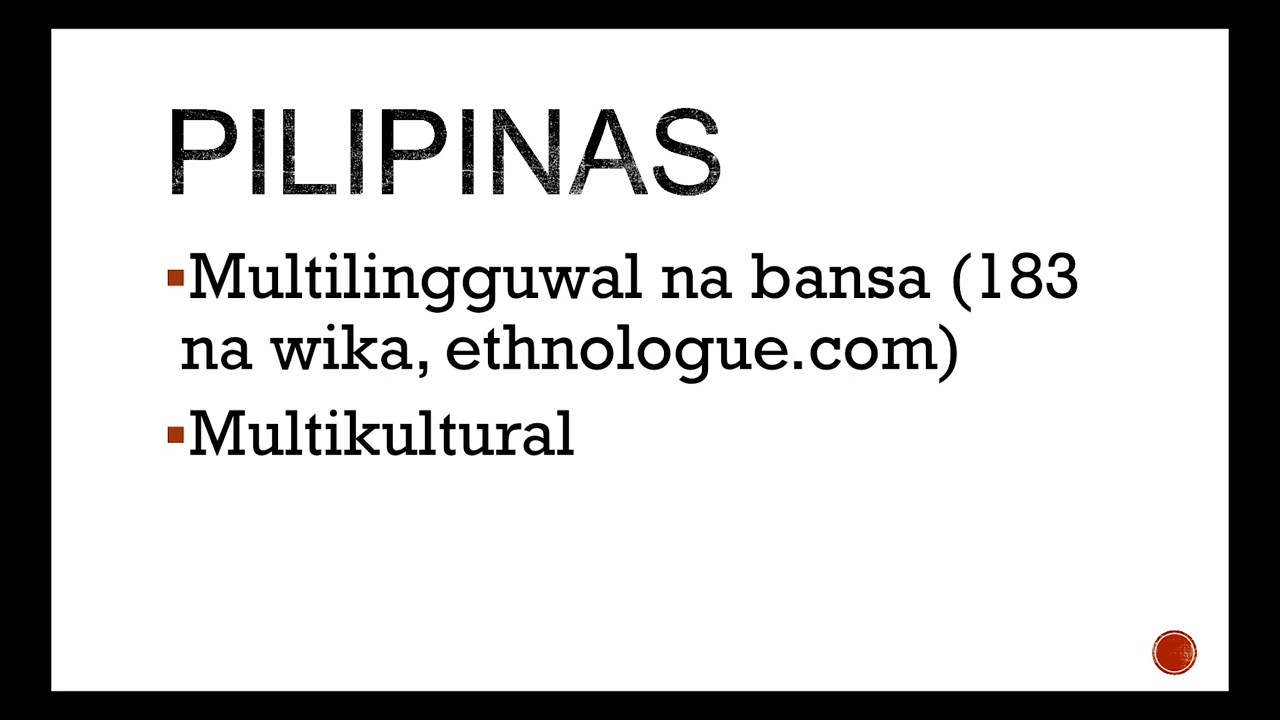 PILIPINAS
▪Multilingguwal na bansa (183
na wika, ethnologue.com)
▪Multikultural